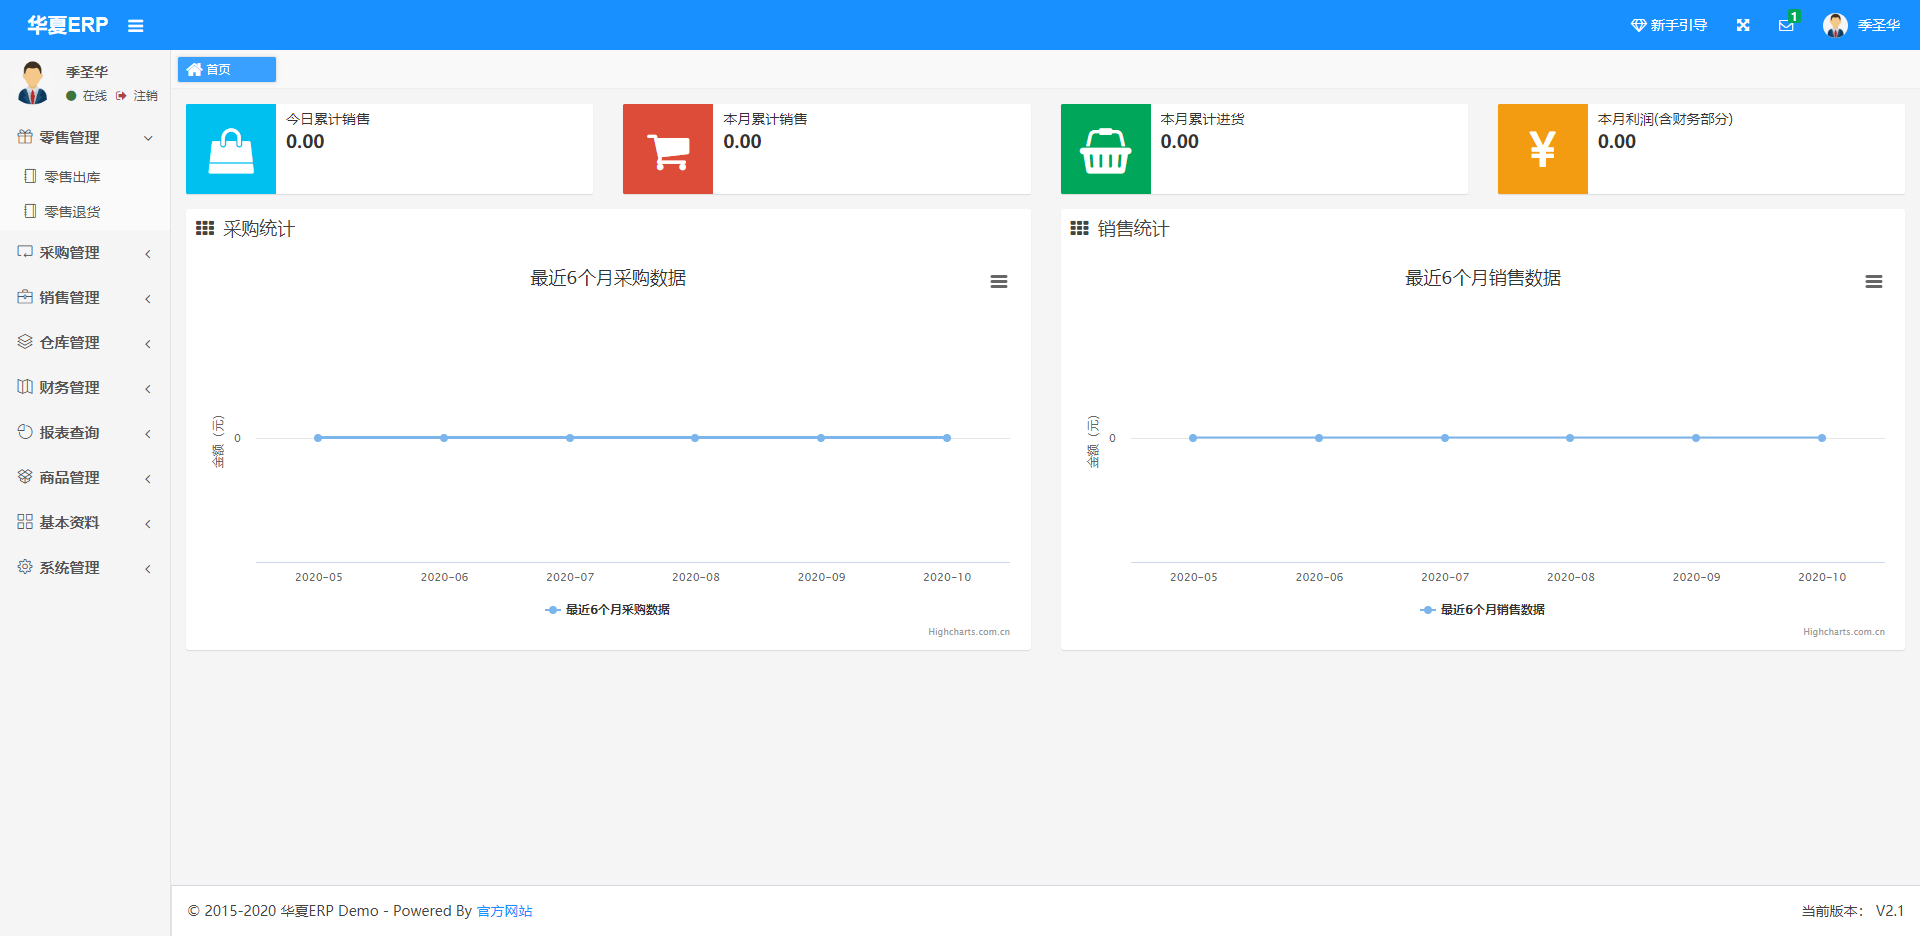 华夏ERP
新手引导
1
季圣华
季圣华
在线 注销
零售管理
零售出库
零售退货
采购管理
销售管理
仓库管理
财务管理
报表查询
商品管理
基本资料
系统管理
首页
今日累计销售
0.00
本月累计销售
0.00
本月累计进货
0.00
本月利润(含财务部分)
0.00
采购统计
最近6个月采购数据
金额（元）
0
2020-05 2020-06 2020-07 2020-08 2020-09 2020-10
最近6个月采购数据
Highcharts.com.cn
销售统计
最近6个月销售数据
金额（元）
0
2020-05 2020-06 2020-07 2020-08 2020-09 2020-10
最近6个月销售数据
Highcharts.com.cn
© 2015-2020 华夏ERP Demo - Powered By 官方网站
当前版本： V2.1